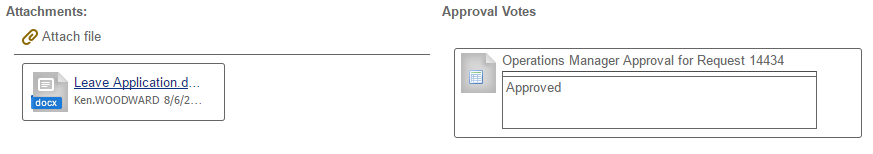 Attachments:
Attach file
Leave Application.d...
docx
Ken.WOODWARD 8/6/2...
Approval Votes
Operations Manager Approval for Request 14434
Approved